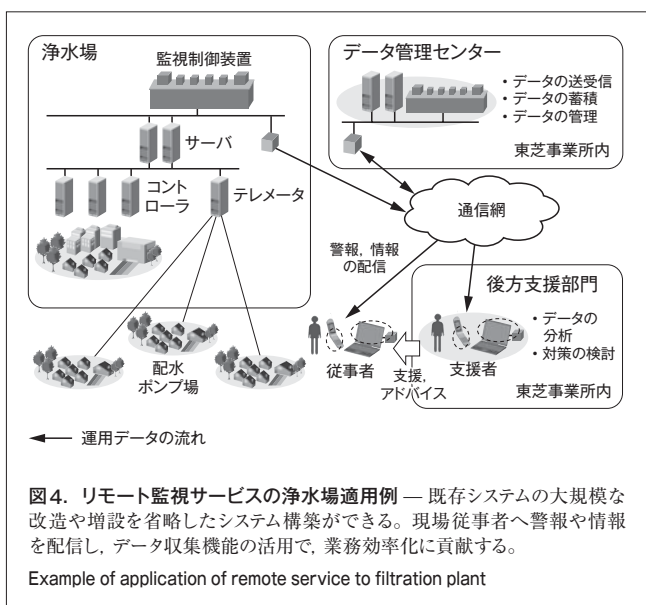 浄水場
監視制御装置
サーバ
コント
ローラ
テレメータ
配水
ポンプ場
データ管理センター
・データの送受信
・データの蓄積
・データの管理
東芝事業所内
通信網
警報，情報
の配信
後方支援部門
・データの
分析
・対策の検討
従事者
支援，
アドバイス
支援者
東芝事業所内
運用データの流れ
図4．リモート監視サービスの浄水場適用例 — 既存システムの大規模な
改造や増設を省略したシステム構築ができる。現場従事者へ警報や情報
を配信し，データ収集機能の活用で，業務効率化に貢献する。
Example of application of remote service to filtration plant